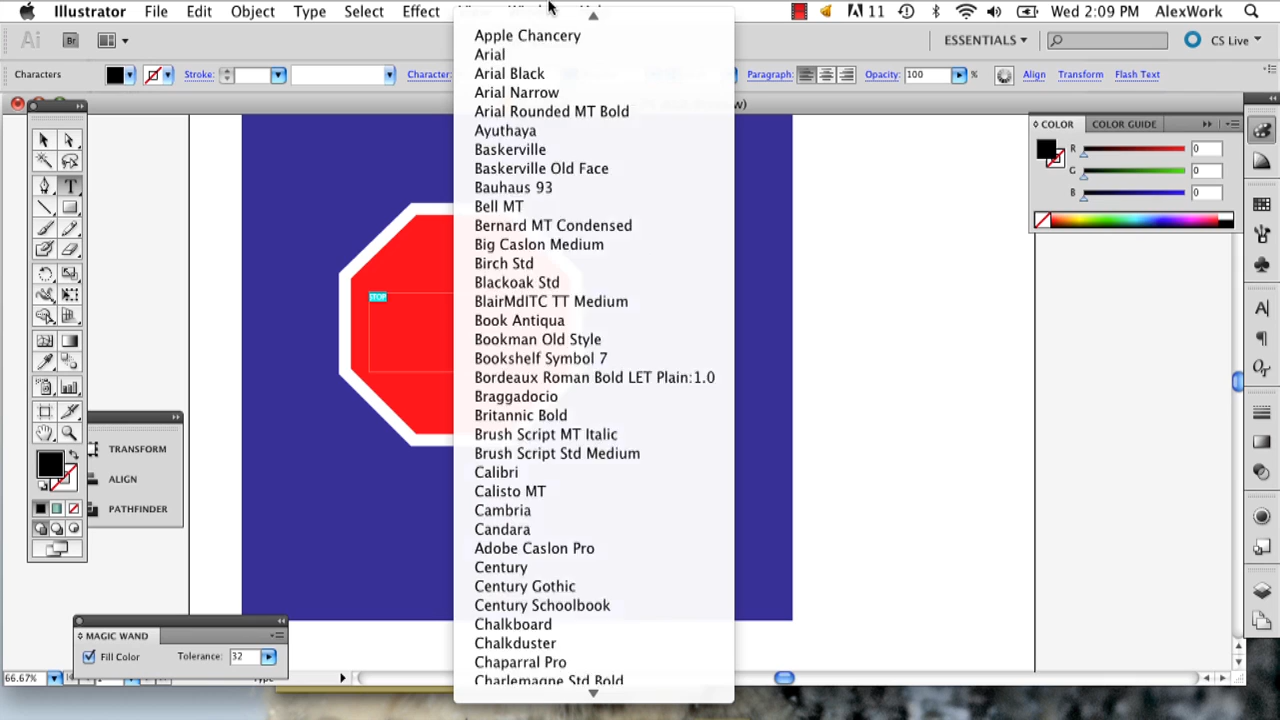 Illustrator File Edit Object Type Select Effect
11 Wed 2:09 PM AlexWork
Ai Br ESSENTIALS CS Live
Characters Stroke: Character: Paragraph: Opacity: 100 % Align Transform Flash Text
COLOR COLOR GUIDE
R 0
G 0
B 0
STOP
TRANSFORM
ALIGN
PATHFINDER
MAGIC WAND
Fill Color Tolerance: 32
66.67%
Apple Chancery
Arial
Arial Black
Arial Narrow
Arial Rounded MT Bold
Ayuthaya
Baskerville
Baskerville Old Face
Bauhaus 93
Bell MT
Bernard MT Condensed
Big Caslon Medium
Birch Std
Blackoak Std
BlairMdITC TT Medium
Book Antiqua
Bookman Old Style
Bookshelf Symbol 7
Bordeaux Roman Bold LET Plain:1.0
Braggadocio
Britannic Bold
Brush Script MT Italic
Brush Script Std Medium
Calibri
Calisto MT
Cambria
Candara
Adobe Caslon Pro
Century
Century Gothic
Century Schoolbook
Chalkboard
Chalkduster
Chaparral Pro
Charlemagne Std Bold